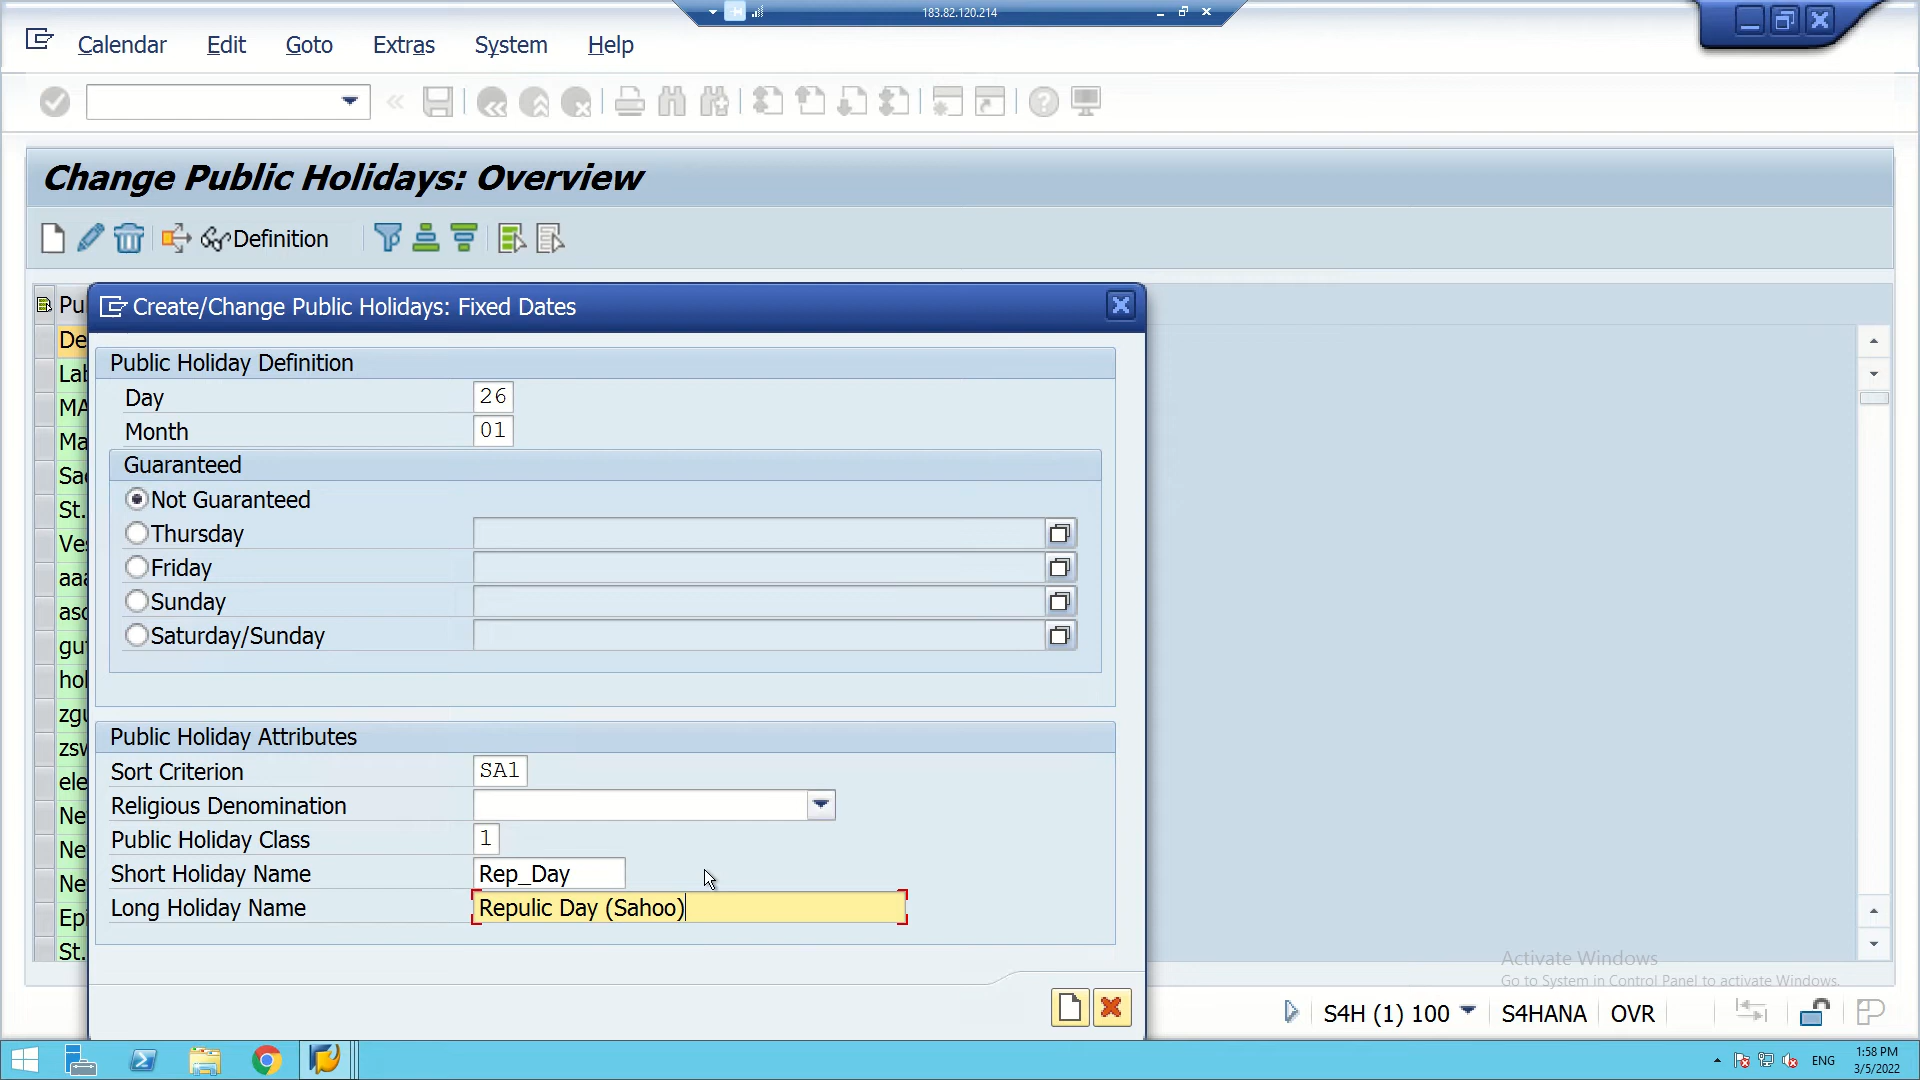 183.82.120.214
Calendar Edit Goto Extras System Help
Change Public Holidays: Overview
Definition
Pu
Create/Change Public Holidays: Fixed Dates
De
Lab
MA
Ma
Sae
St.
Ves
aaa
asc
gut
hol
zgu
zsw
ele
Ne
Ne
Ne
Epi
St.
Public Holiday Definition
Day 26
Month 01
Guaranteed
Not Guaranteed
Thursday
Friday
Sunday
Saturday/Sunday
Public Holiday Attributes
Sort Criterion SA1
Religious Denomination
Public Holiday Class 1
Short Holiday Name Rep_Day
Long Holiday Name Repulic Day (Sahoo)
Activate Windows
Go to System in Control Panel to activate Windows.
S4H (1) 100 S4HANA OVR
ENG
1:58 PM
3/5/2022